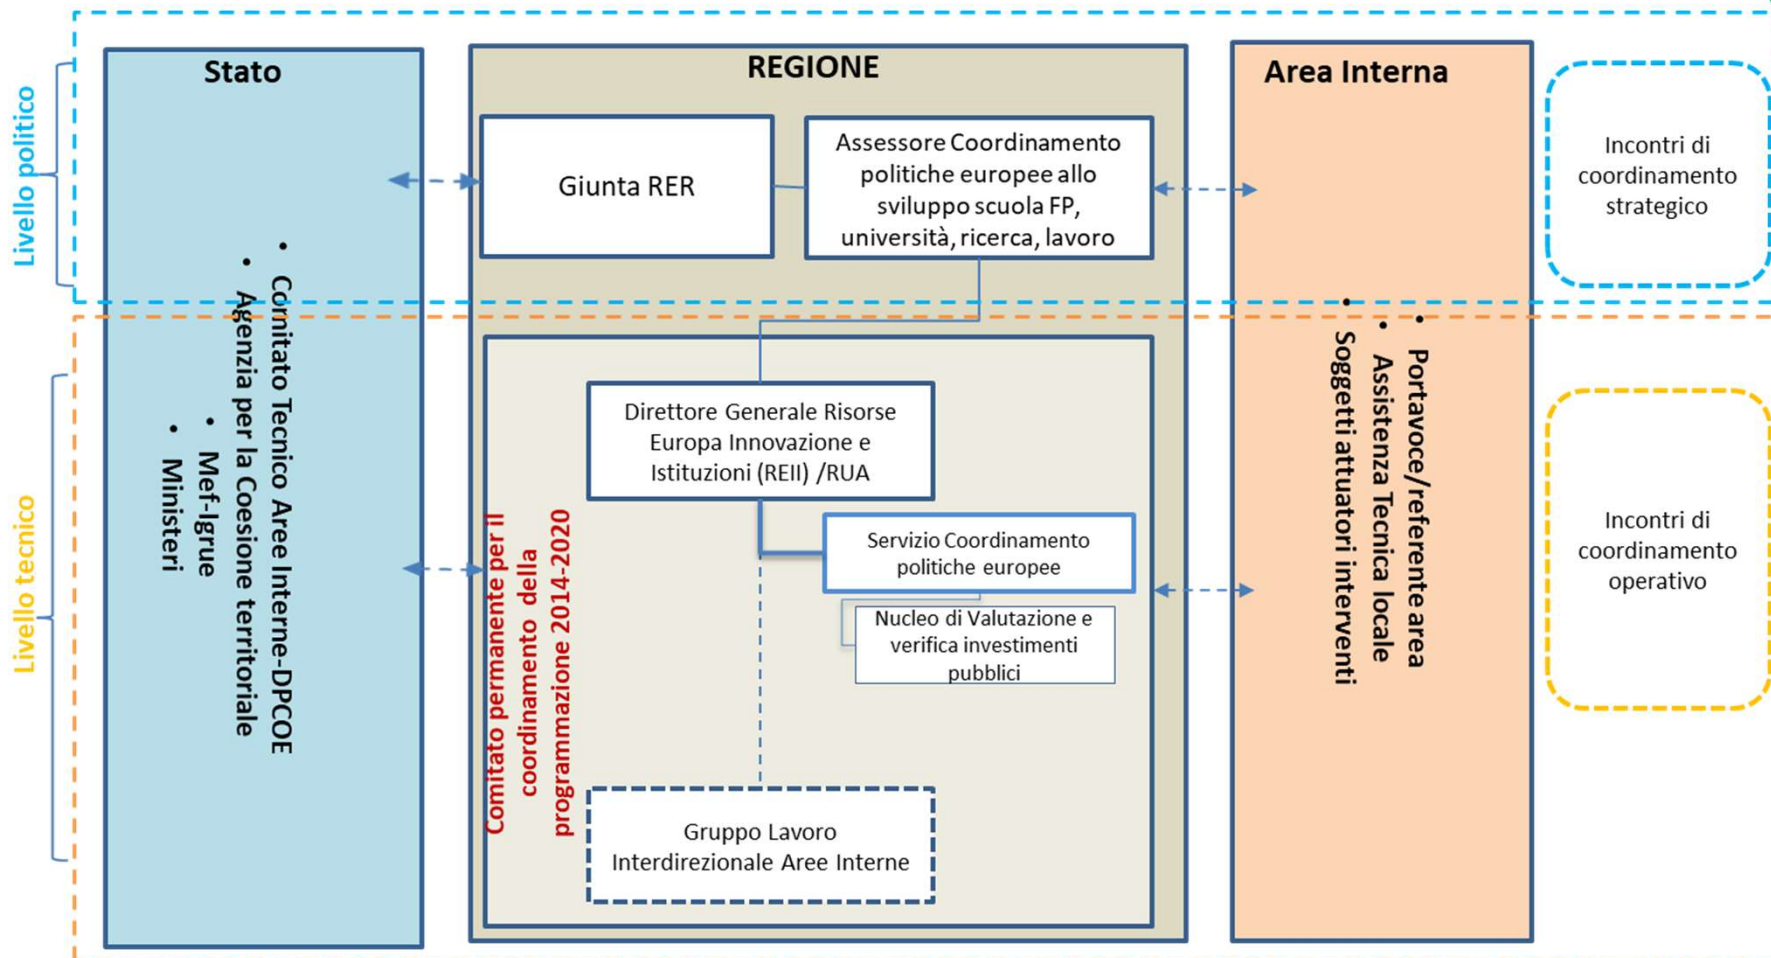 Livello politico
Livello tecnico
Stato
• Comitato Tecnico Aree Interne-DPCOE
• Agenzia per la Coesione territoriale
• Mef-Igrue
• Ministeri
REGIONE
Giunta RER
Assessore Coordinamento
politiche europee allo
sviluppo scuola FP,
università, ricerca, lavoro
Comitato permanente per il
coordinamento della
programmazione 2014-2020
Direttore Generale Risorse
Europa Innovazione e
Istituzioni (REII) /RUA
Servizio Coordinamento
politiche europee
Nucleo di Valutazione e
verifica investimenti
pubblici
Gruppo Lavoro
Interdirezionale Aree Interne
Area Interna
• Portavoce/referente area
• Assistenza Tecnica locale
• Soggetti attuatori interventi
Incontri di
coordinamento
strategico
Incontri di
coordinamento
operativo